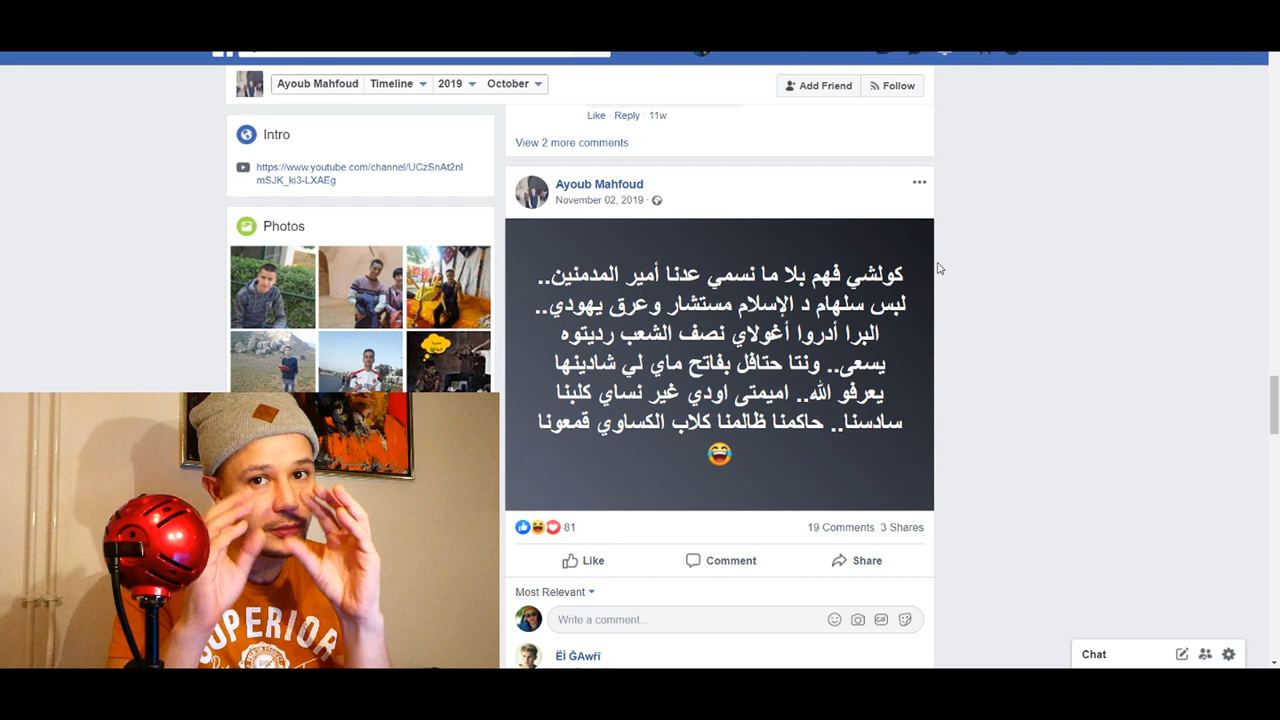 Ayoub Mahfoud
Timeline
2019
October
Add Friend
Follow
Like · Reply · 11w
View 2 more comments
Intro
https://www.youtube.com/channel/UCzSnAt2nI
mSJK_ki3-LXAEg
Photos
Ayoub Mahfoud
November 02, 2019
كولشي فهم بلا ما نسمي عدنا أمير المدمنين..
لبس سلهام د الإسلام مستشار وعرق يهودي..
البرا أدروا أغولاي نصف الشعب رديتوه
يسعى.. ونتا حتافل بفاتح ماي لي شادينها
يعرفو الله.. اميمتى اودي غير نساي كلبنا
سادسنا.. حاكمنا ظالمنا كلاب الكساوي قمعونا
😂
81
19 Comments 3 Shares
Like
Comment
Share
Most Relevant
Write a comment...
GIF
ËÏ ĞAwřï
Chat
SUPERIOR